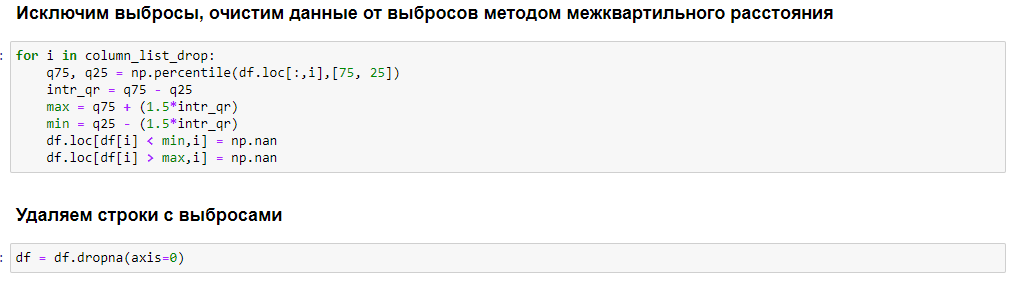 Исключим выбросы, очистим данные от выбросов методом межквартильного расстояния
: for i in column_list_drop:
    q75, q25 = np.percentile(df.loc[:,i],[75, 25])
    intr_qr = q75 - q25
    max = q75 + (1.5*intr_qr)
    min = q25 - (1.5*intr_qr)
    df.loc[df[i] < min,i] = np.nan
    df.loc[df[i] > max,i] = np.nan
Удаляем строки с выбросами
: df = df.dropna(axis=0)